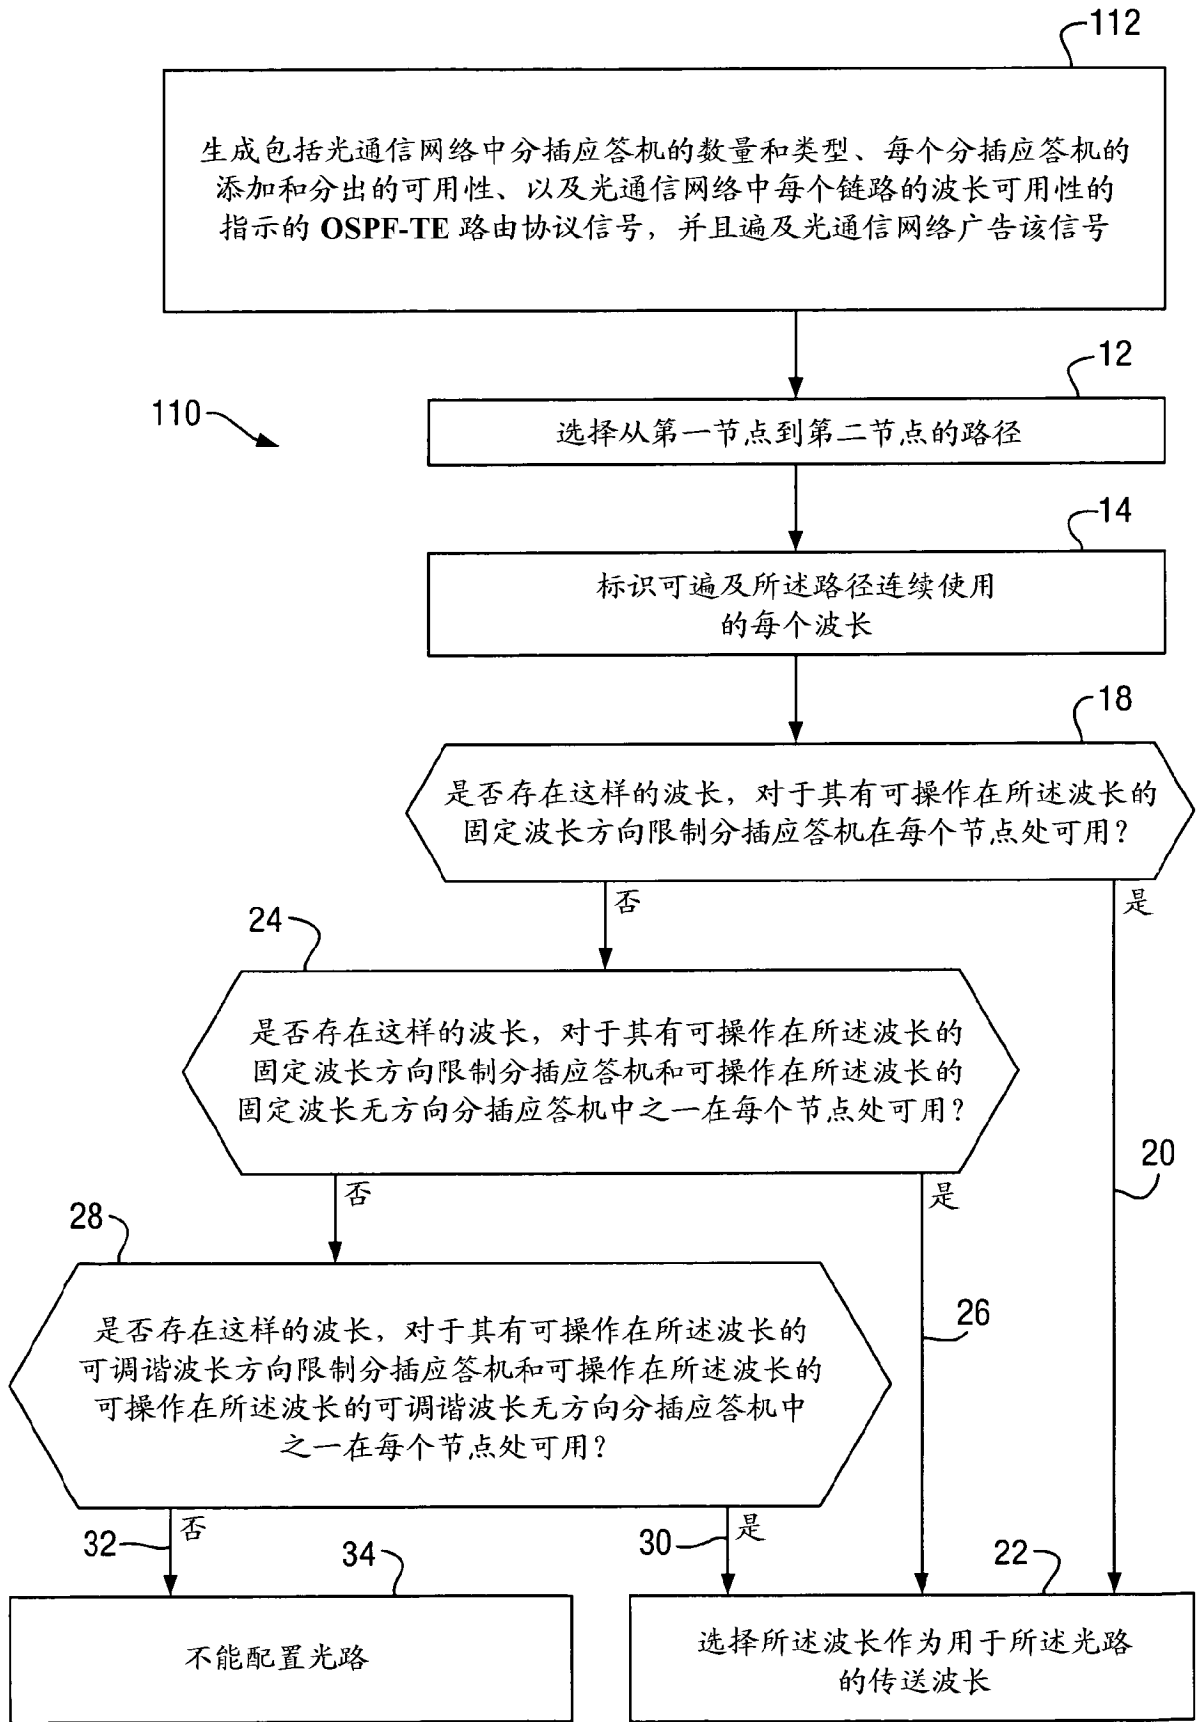 112
生成包括光通信网络中分插应答机的数量和类型、每个分插应答机的
添加和分出的可用性、以及光通信网络中每个链路的波长可用性的
指示的 OSPF-TE 路由协议信号，并且遍及光通信网络广告该信号
12
110
选择从第一节点到第二节点的路径
14
标识可遍及所述路径连续使用
的每个波长
18
是否存在这样的波长，对于其有可操作在所述波长的
固定波长方向限制分插应答机在每个节点处可用？
否
是
24
是否存在这样的波长，对于其有可操作在所述波长的
固定波长方向限制分插应答机和可操作在所述波长的
固定波长无方向分插应答机中之一在每个节点处可用？
20
否
是
28
26
是否存在这样的波长，对于其有可操作在所述波长的
可调谐波长方向限制分插应答机和可操作在所述波长的
可操作在所述波长的可调谐波长无方向分插应答机中
之一在每个节点处可用？
32
否
30
是
34
22
不能配置光路
选择所述波长作为用于所述光路
的传送波长